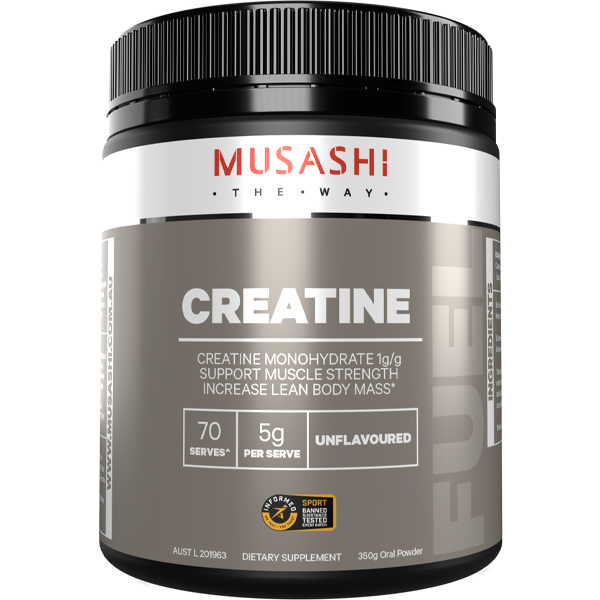 MUSASHI
• THE • WAY •
CREATINE
CREATINE MONOHYDRATE 1g/g
SUPPORT MUSCLE STRENGTH
INCREASE LEAN BODY MASS*
70
SERVES^
5g
PER SERVE
UNFLAVOURED
INFORMED
SPORT
BANNED
SUBSTANCE
TESTED
EVERY BATCH
AUST L 201963
DIETARY SUPPLEMENT
350g Oral Powder
WWW.MUSASHI.COM.AU
FUEL
INGREDIENTS